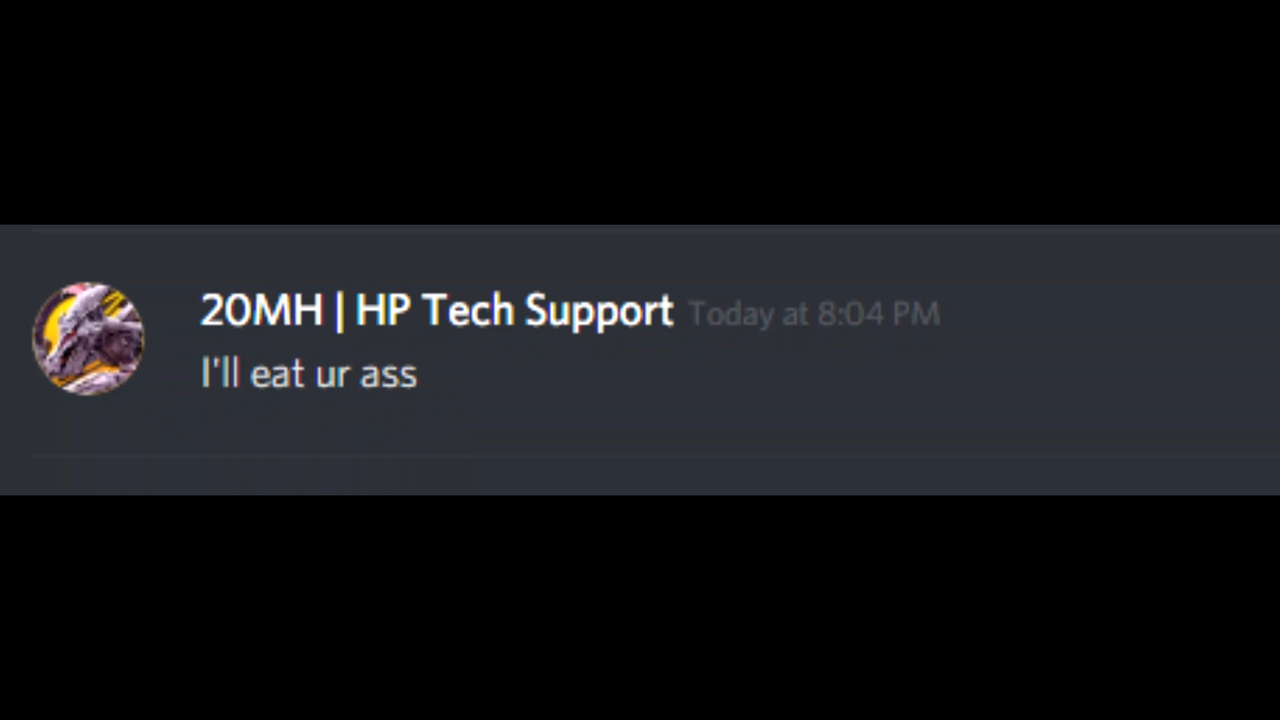 20MH | HP Tech Support Today at 8:04 PM
I'll eat ur ass